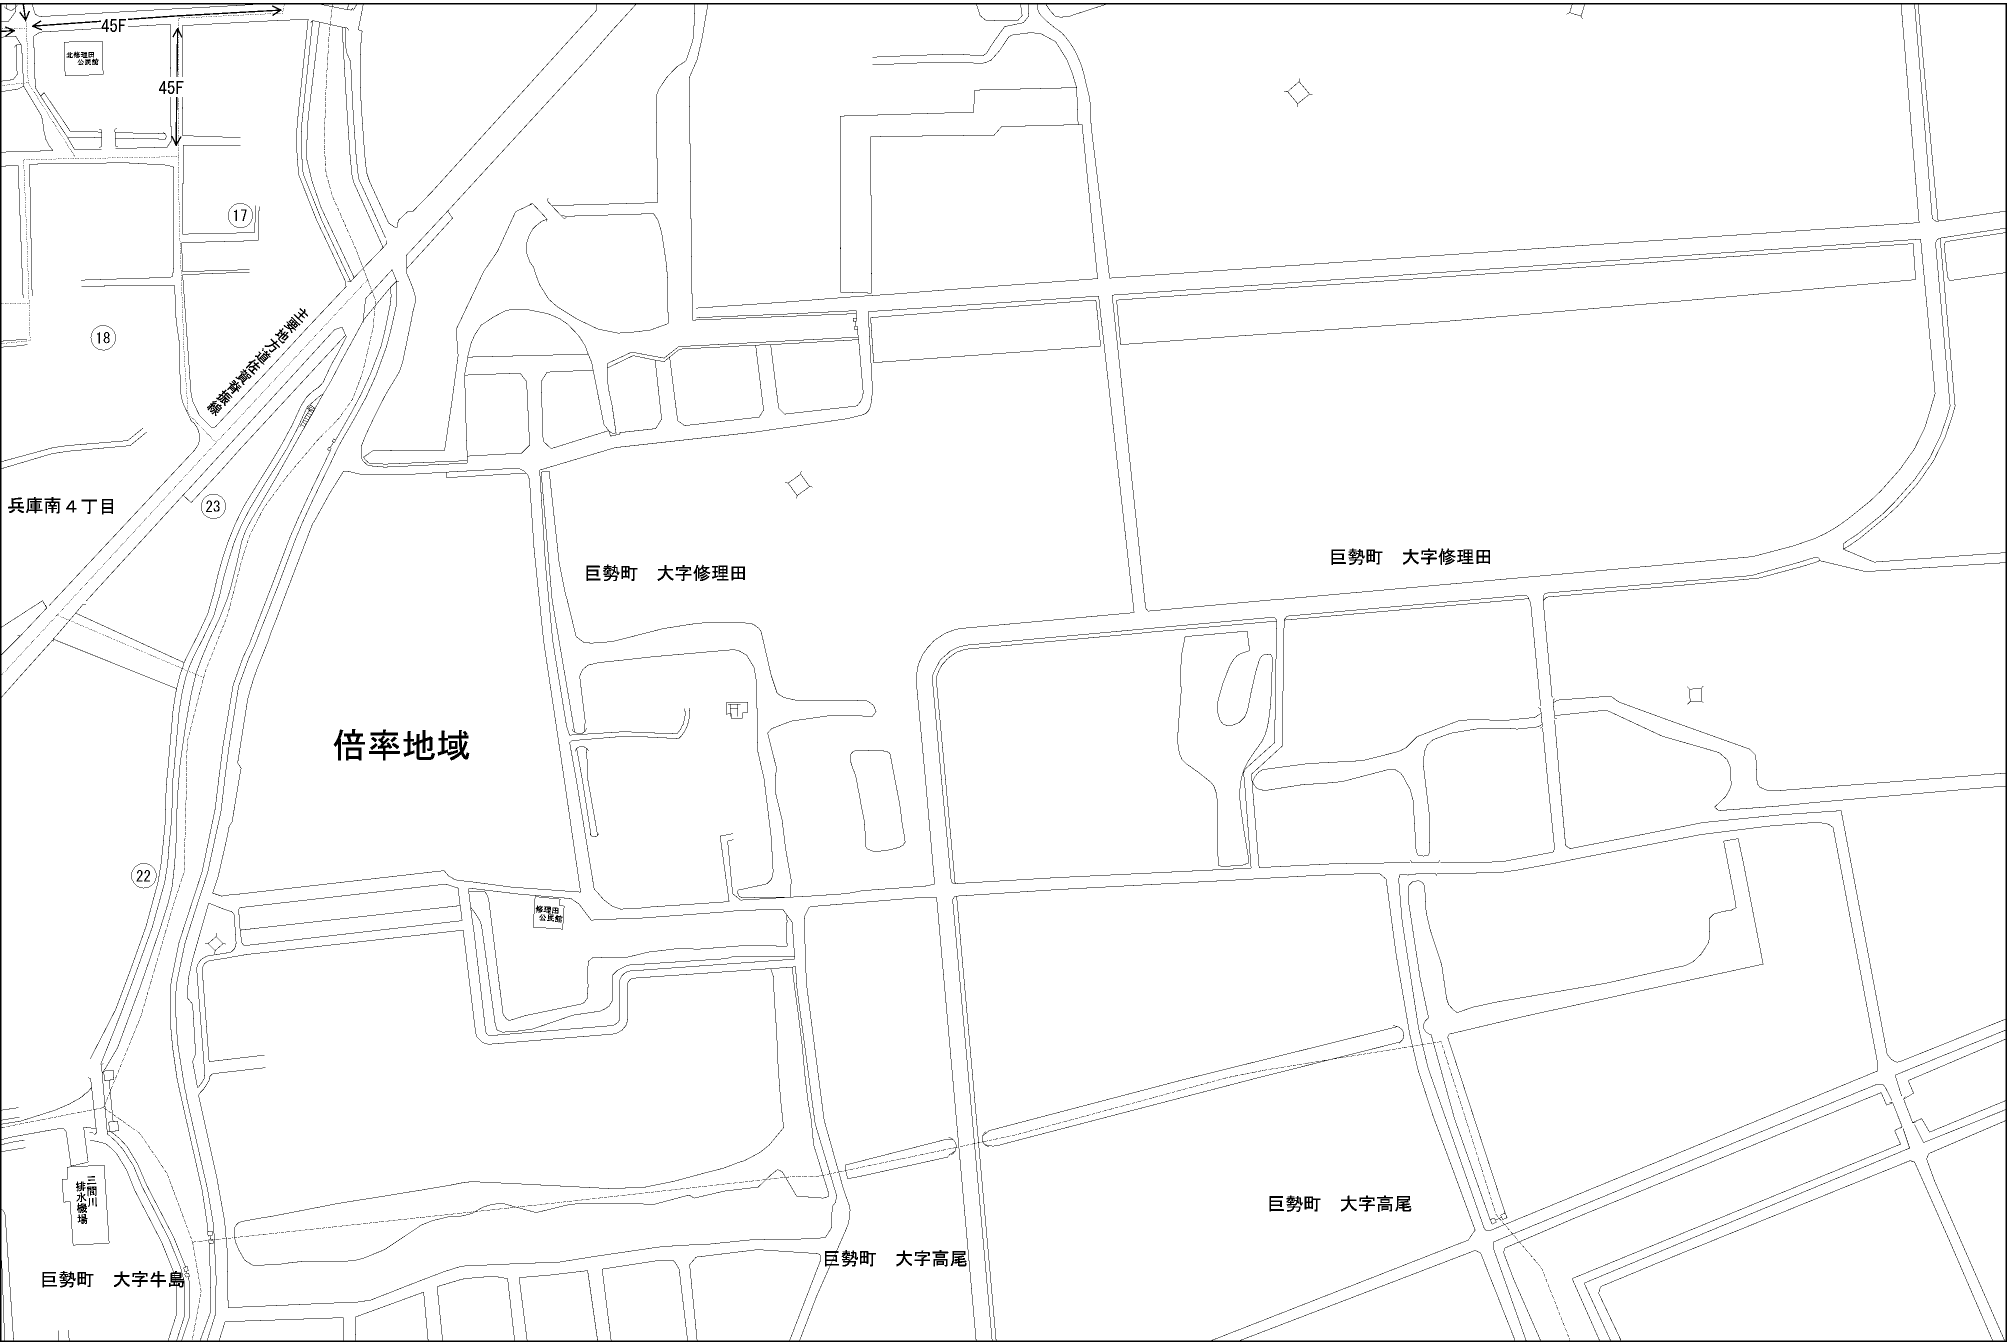 45F
北修理田
公民館
45F
17
18
主要地方道佐賀脊振線
兵庫南4丁目
23
巨勢町 大字修理田
巨勢町 大字修理田
倍率地域
22
修理田
公民館
三間川
排水機場
巨勢町 大字高尾
巨勢町 大字高尾
巨勢町 大字牛島